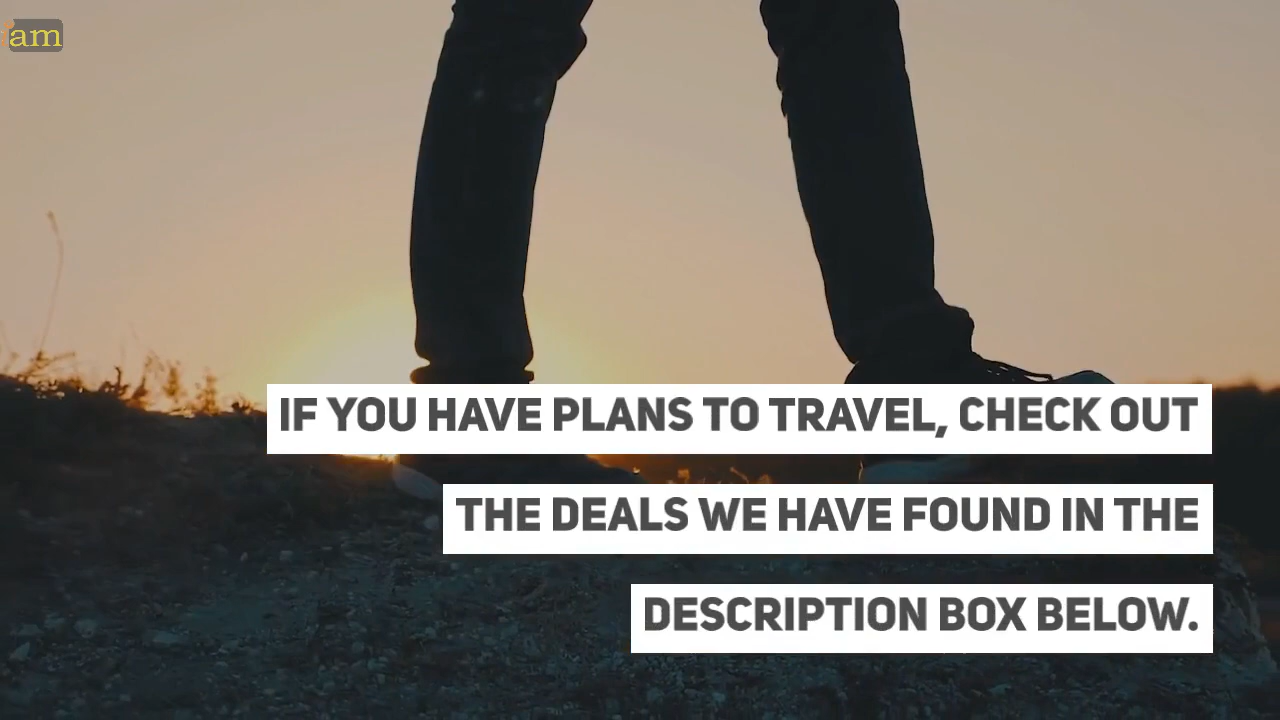 iam
IF YOU HAVE PLANS TO TRAVEL, CHECK OUT
THE DEALS WE HAVE FOUND IN THE
DESCRIPTION BOX BELOW.